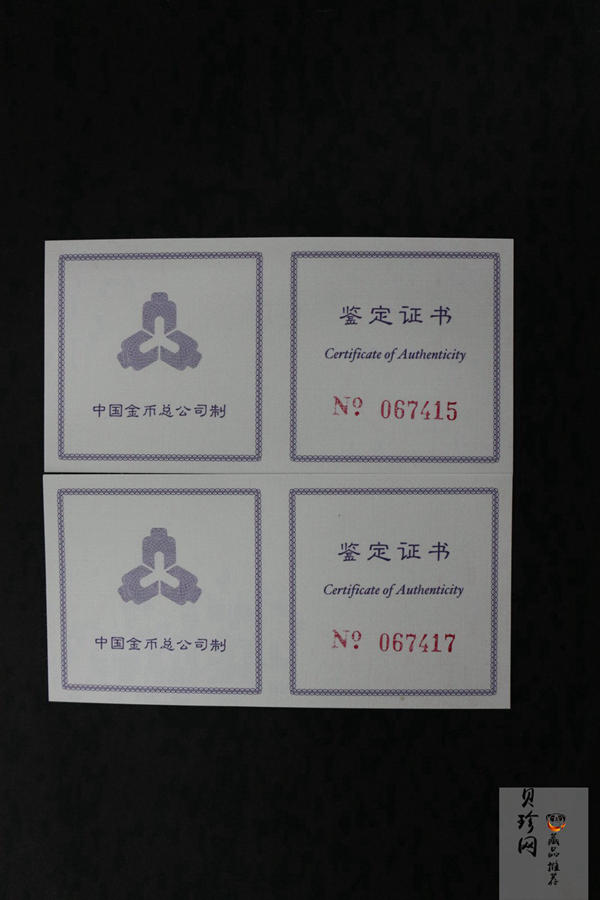 鉴定证书
Certificate of Authenticity
中国金币总公司制
Nº 067415
鉴定证书
Certificate of Authenticity
中国金币总公司制
Nº 067417
贝珍网
藏品推荐